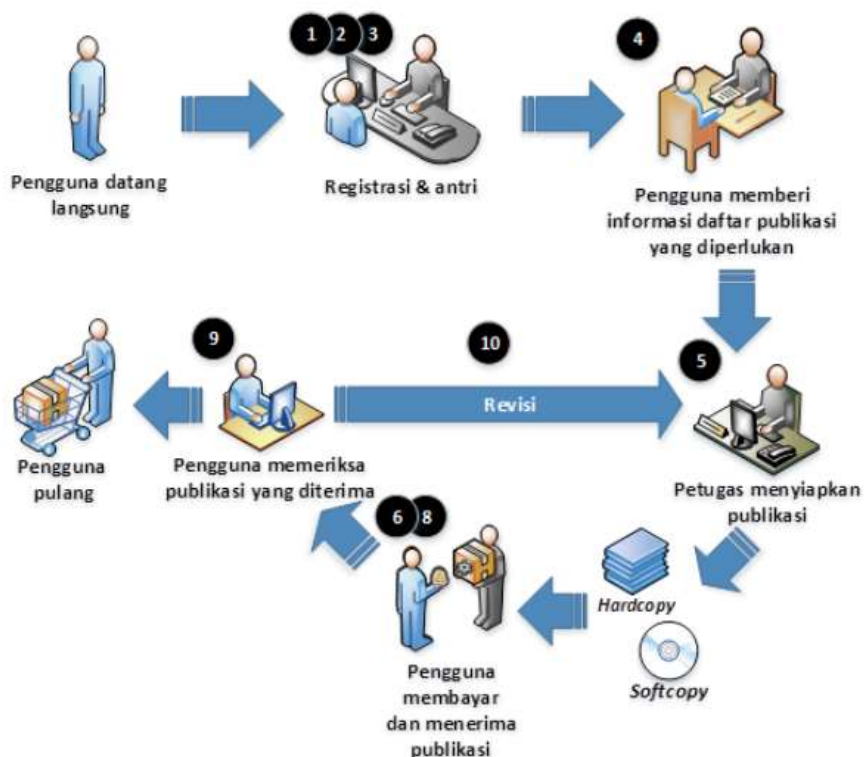 1 2 3
4
Pengguna datang
langsung
Registrasi & antri
Pengguna memberi
informasi daftar publikasi
yang diperlukan
9
10
5
Revisi
Pengguna
pulang
Pengguna memeriksa
publikasi yang diterima
Petugas menyiapkan
publikasi
6 8
Hardcopy
Softcopy
Pengguna
membayar
dan menerima
publikasi